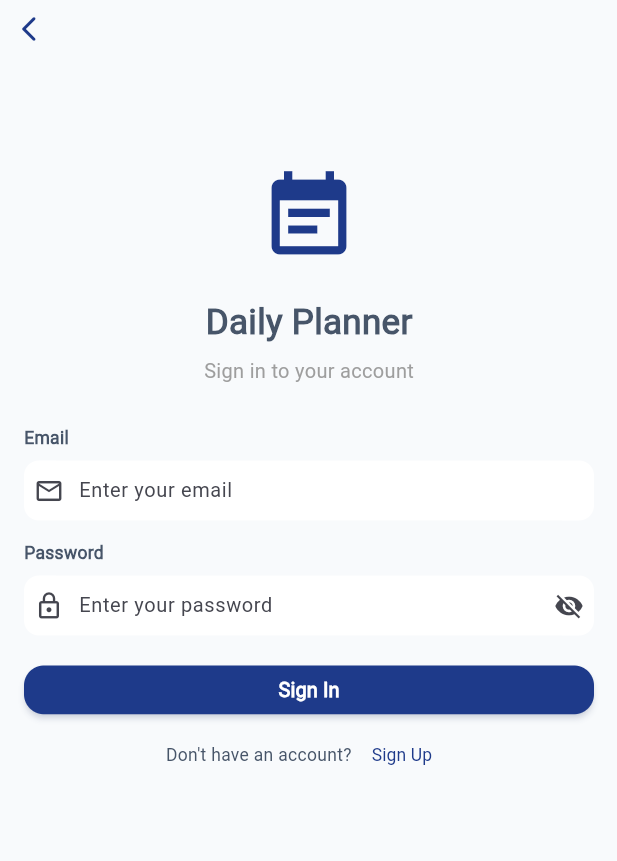 Daily Planner
Sign in to your account
Email
Enter your email
Password
Enter your password
Sign In
Don't have an account? Sign Up